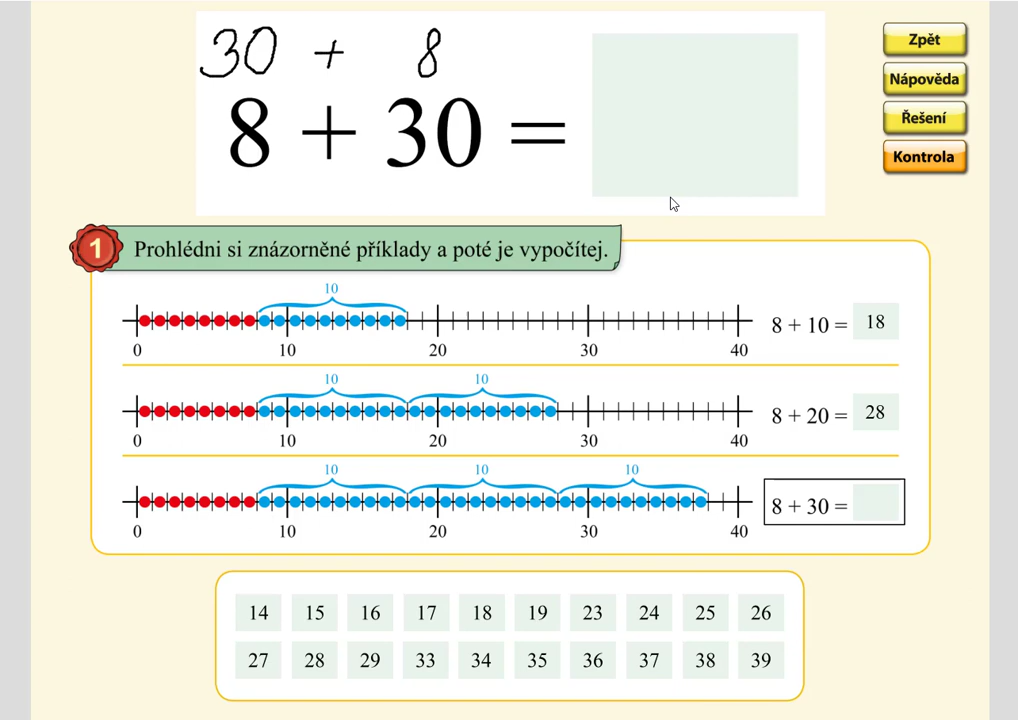 30 + 8
8 + 30 =
Zpět
Nápověda
Řešení
Kontrola
1 Prohlédni si znázorněné příklady a poté je vypočítej.
10
0 10 20 30 40
8 + 10 = 18
10 10
0 10 20 30 40
8 + 20 = 28
10 10 10
0 10 20 30 40
8 + 30 =
14 15 16 17 18 19 23 24 25 26
27 28 29 33 34 35 36 37 38 39